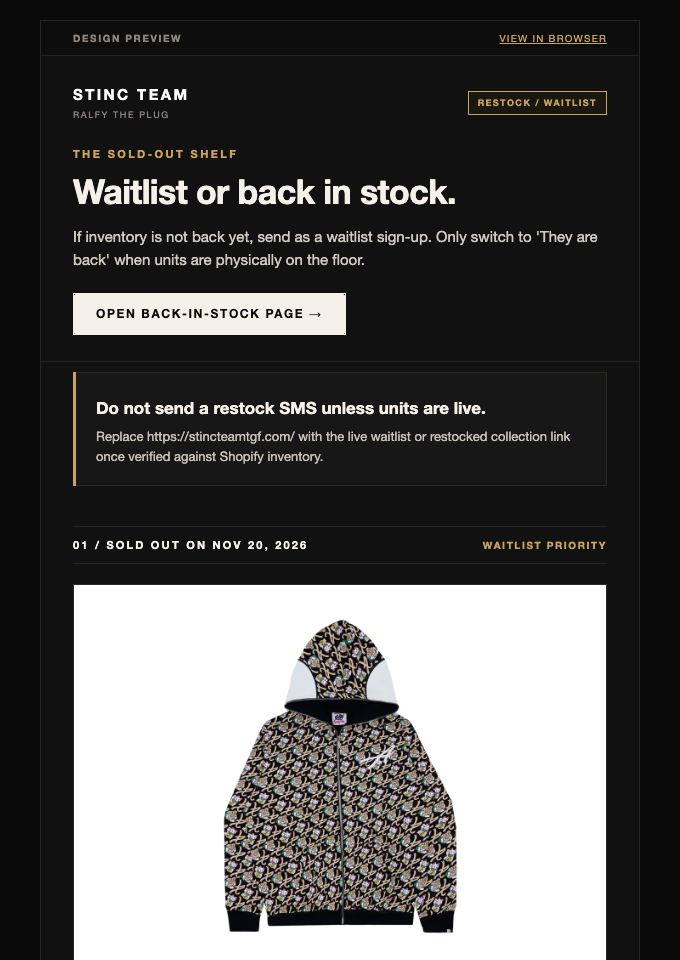 DESIGN PREVIEW
VIEW IN BROWSER
STINC TEAM
RALFY THE PLUG
RESTOCK / WAITLIST
THE SOLD-OUT SHELF
Waitlist or back in stock.
If inventory is not back yet, send as a waitlist sign-up. Only switch to 'They are
back' when units are physically on the floor.
OPEN BACK-IN-STOCK PAGE →
Do not send a restock SMS unless units are live.
Replace https://stincteamtgf.com/ with the live waitlist or restocked collection link
once verified against Shopify inventory.
01 / SOLD OUT ON NOV 20, 2026
WAITLIST PRIORITY